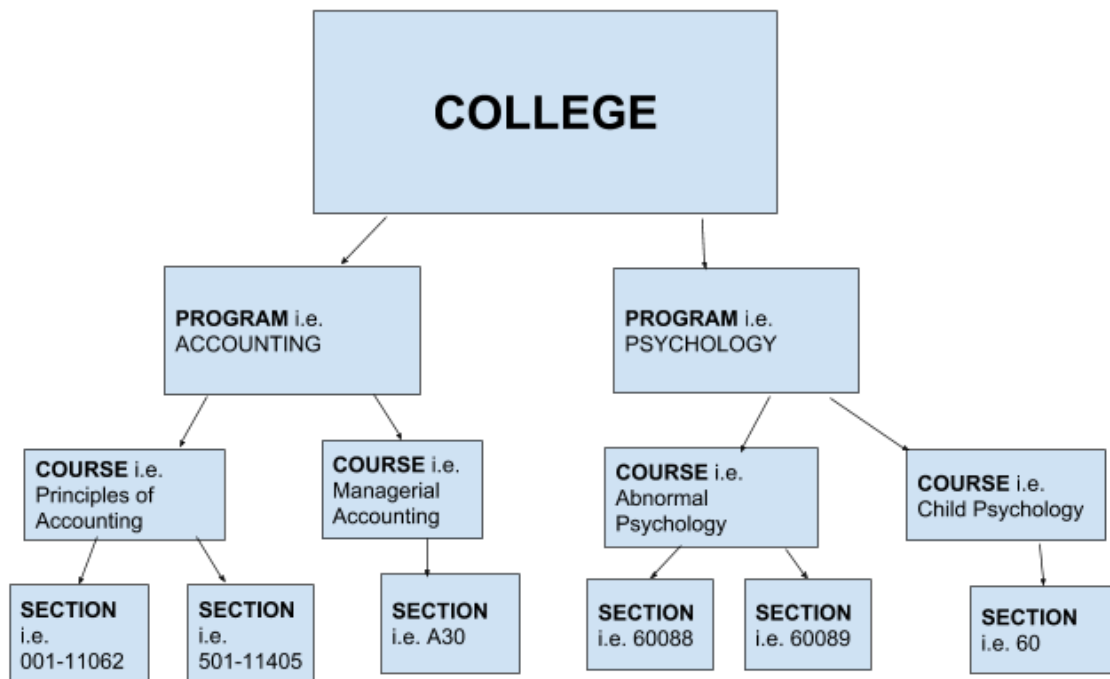 COLLEGE
PROGRAM i.e.
ACCOUNTING
PROGRAM i.e.
PSYCHOLOGY
COURSE i.e.
Principles of
Accounting
COURSE i.e.
Managerial
Accounting
COURSE i.e.
Abnormal
Psychology
COURSE i.e.
Child Psychology
SECTION
i.e.
001-11062
SECTION
i.e.
501-11405
SECTION
i.e. A30
SECTION
i.e. 60088
SECTION
i.e. 60089
SECTION
i.e. 60